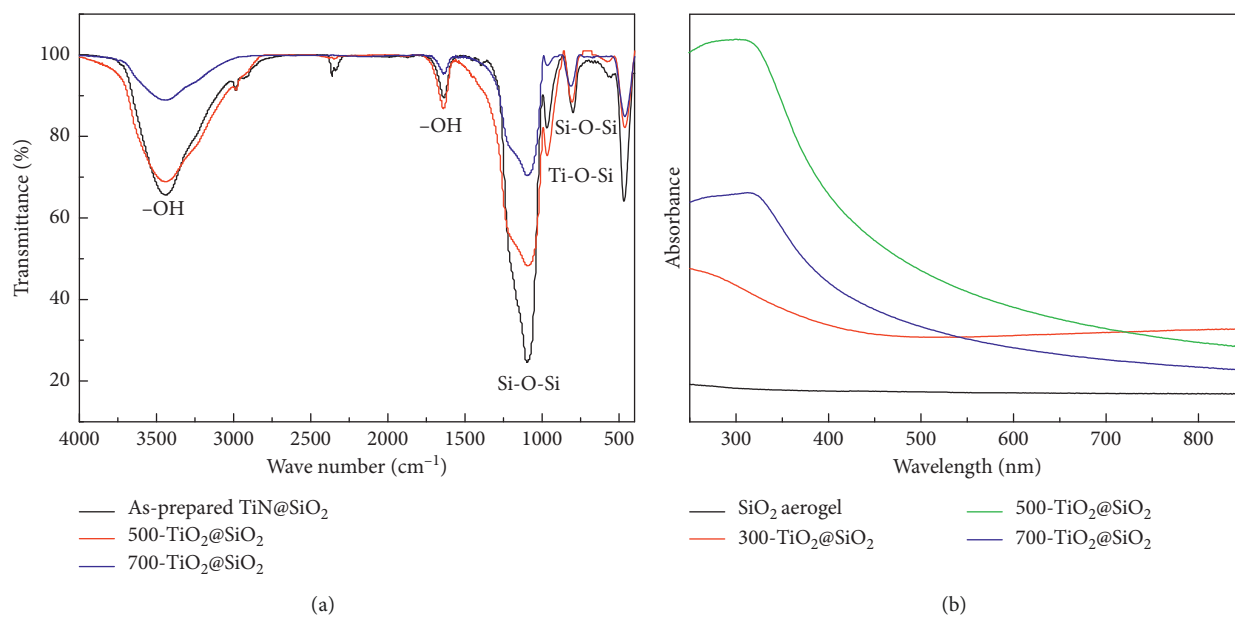 100
80
60
40
20
Transmittance (%)
–OH
–OH
Si-O-Si
Ti-O-Si
Si-O-Si
4000 3500 3000 2500 2000 1500 1000 500
Wave number (cm⁻¹)
As-prepared TiN@SiO₂
500-TiO₂@SiO₂
700-TiO₂@SiO₂
(a)
Absorbance
300 400 500 600 700 800
Wavelength (nm)
SiO₂ aerogel
300-TiO₂@SiO₂
500-TiO₂@SiO₂
700-TiO₂@SiO₂
(b)